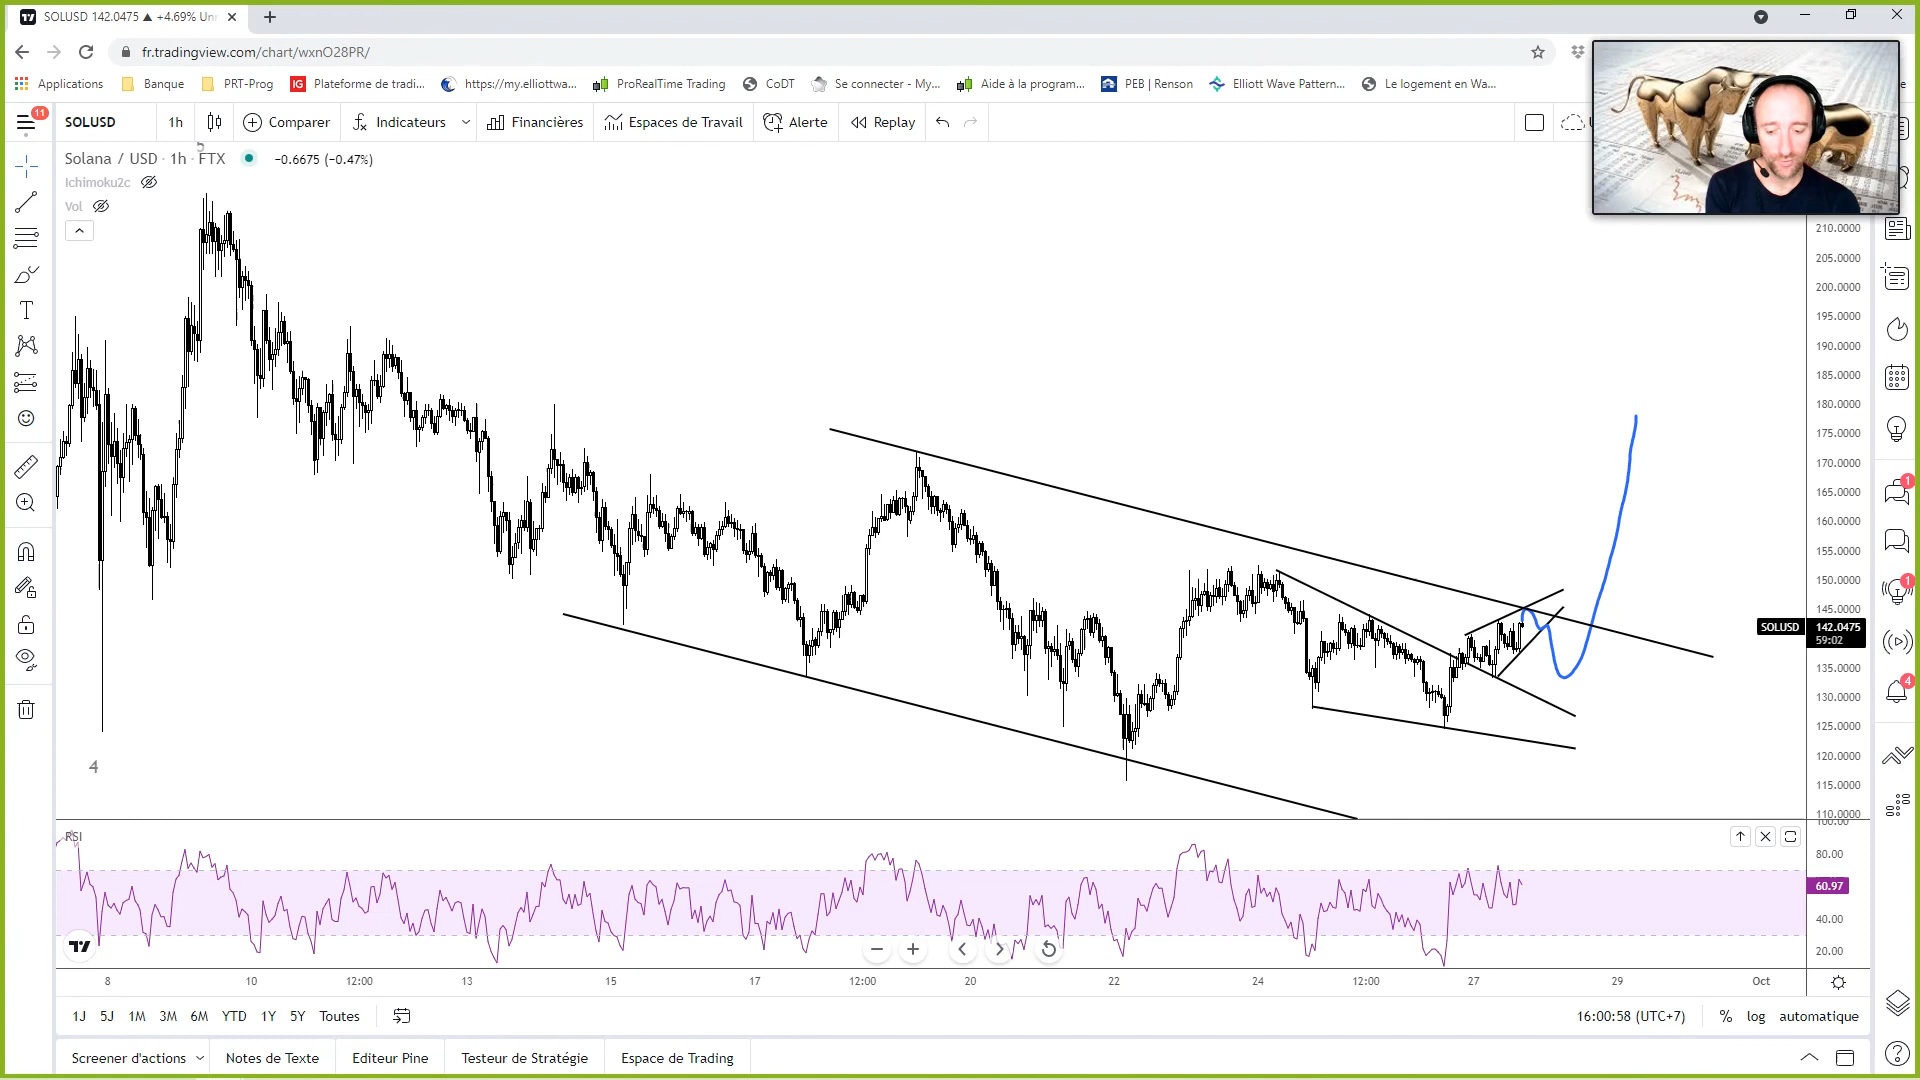 SOLUSD 142.0475 ▲ +4.69% Un
fr.tradingview.com/chart/wxnO28PR/
Applications
Banque
PRT-Prog
IG Plateforme de tradi...
https://my.elliottwa...
ProRealTime Trading
CoDT
Se connecter - My...
Aide à la program...
PEB | Renson
Elliott Wave Pattern...
Le logement en Wa...
11
SOLUSD
1h
Comparer
Indicateurs
Financières
Espaces de Travail
Alerte
Replay
Solana / USD · 1h · FTX
−0.6675 (−0.47%)
Ichimoku2c
Vol
210.0000
205.0000
200.0000
195.0000
190.0000
185.0000
180.0000
175.0000
170.0000
165.0000
160.0000
155.0000
150.0000
145.0000
SOLUSD 142.0475
59:02
135.0000
130.0000
125.0000
120.0000
115.0000
110.0000
4
1
1
4
RSI
100.00
80.00
60.97
40.00
20.00
8 10 12:00 13 15 17 12:00 20 22 24 12:00 27 29 Oct
1J 5J 1M 3M 6M YTD 1Y 5Y Toutes
16:00:58 (UTC+7) % log automatique
Screener d'actions
Notes de Texte
Editeur Pine
Testeur de Stratégie
Espace de Trading